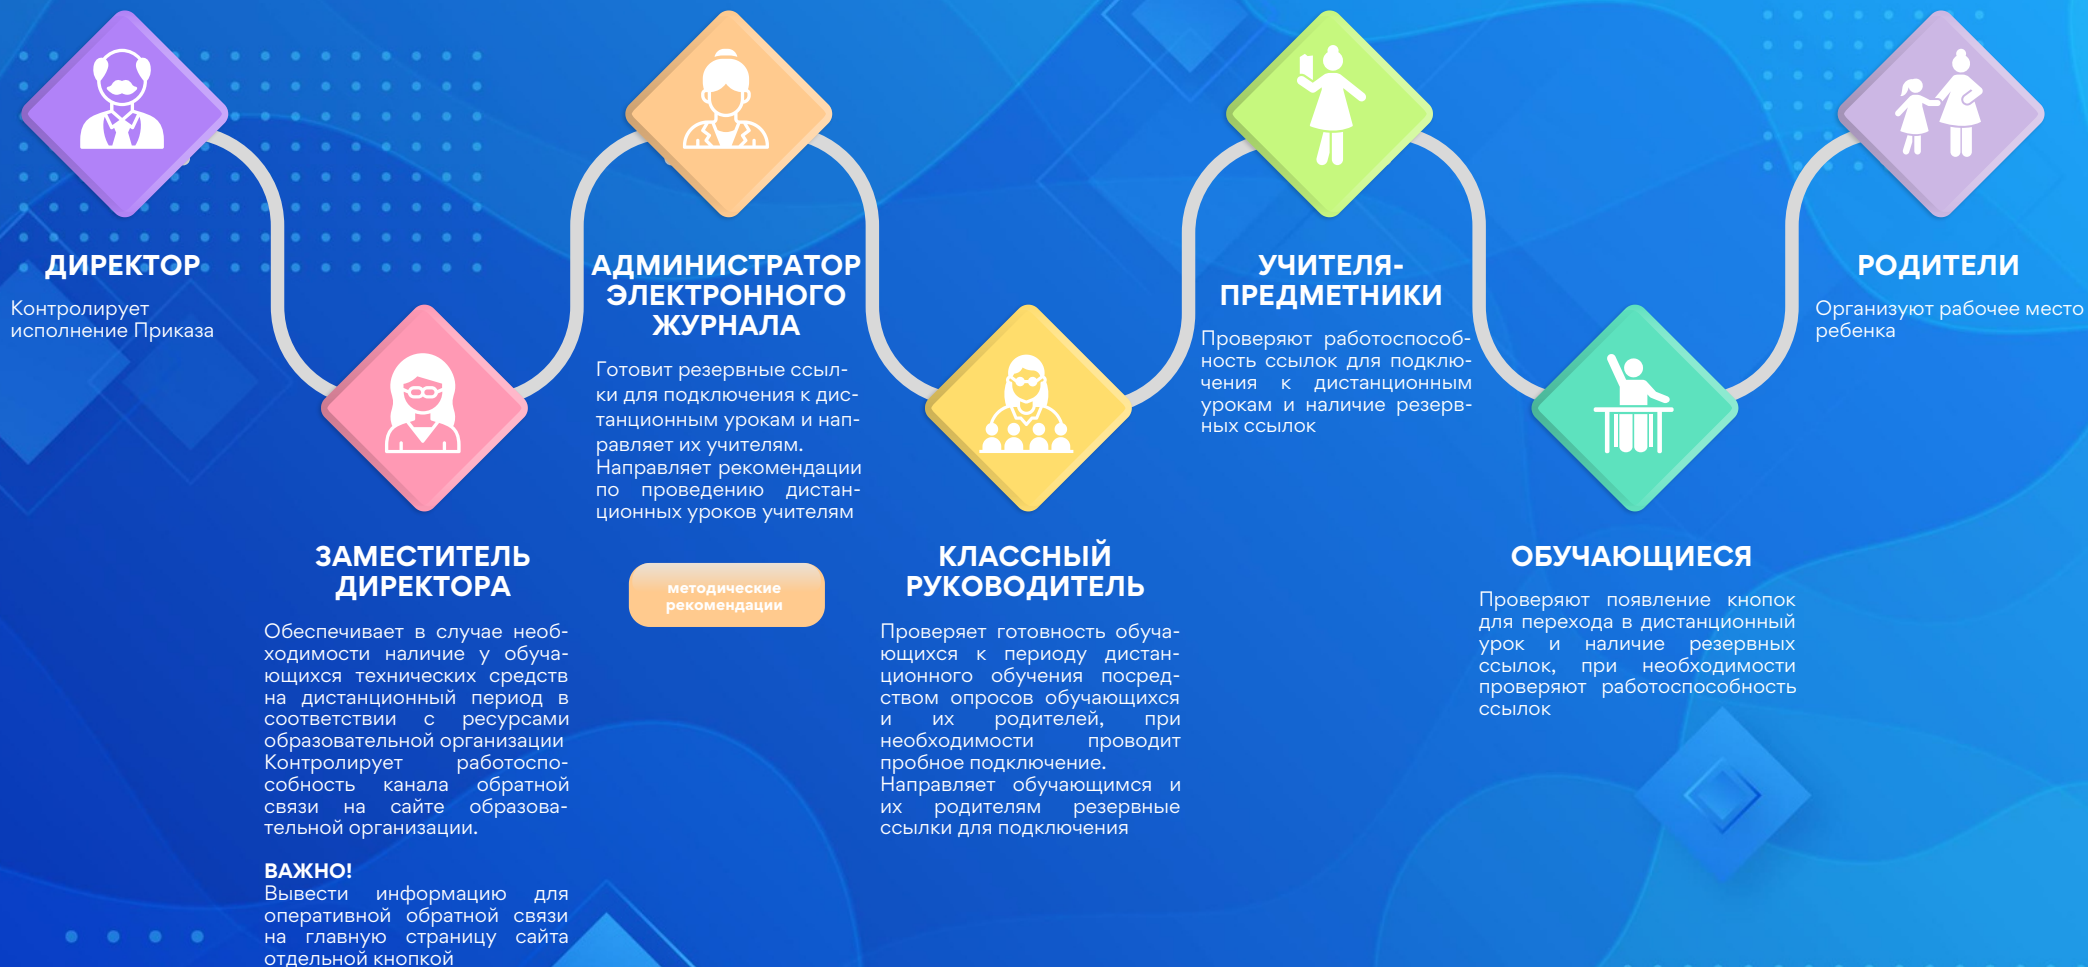 ДИРЕКТОР
Контролирует
исполнение Приказа
ЗАМЕСТИТЕЛЬ
ДИРЕКТОРА
Обеспечивает в случае необ-
ходимости наличие у обуча-
ющихся технических средств
на дистанционный период в
соответствии с ресурсами
образовательной организации
Контролирует работоспо-
собность канала обратной
связи на сайте образова-
тельной организации.
ВАЖНО!
Вывести информацию для
оперативной обратной связи
на главную страницу сайта
отдельной кнопкой
АДМИНИСТРАТОР
ЭЛЕКТРОННОГО
ЖУРНАЛА
Готовит резервные ссыл-
ки для подключения к дис-
танционным урокам и нап-
равляет их учителям.
Направляет рекомендации
по проведению дистан-
ционных уроков учителям
методические
рекомендации
КЛАССНЫЙ
РУКОВОДИТЕЛЬ
Проверяет готовность обуча-
ющихся к периоду дистан-
ционного обучения посред-
ством опросов обучающихся
и их родителей, при
необходимости проводит
пробное подключение.
Направляет обучающимся и
их родителям резервные
ссылки для подключения
УЧИТЕЛЯ-
ПРЕДМЕТНИКИ
Проверяют работоспособ-
ность ссылок для подклю-
чения к дистанционным
урокам и наличие резерв-
ных ссылок
ОБУЧАЮЩИЕСЯ
Проверяют появление кнопок
для перехода в дистанционный
урок и наличие резервных
ссылок, при необходимости
проверяют работоспособность
ссылок
РОДИТЕЛИ
Организуют рабочее место
ребенка